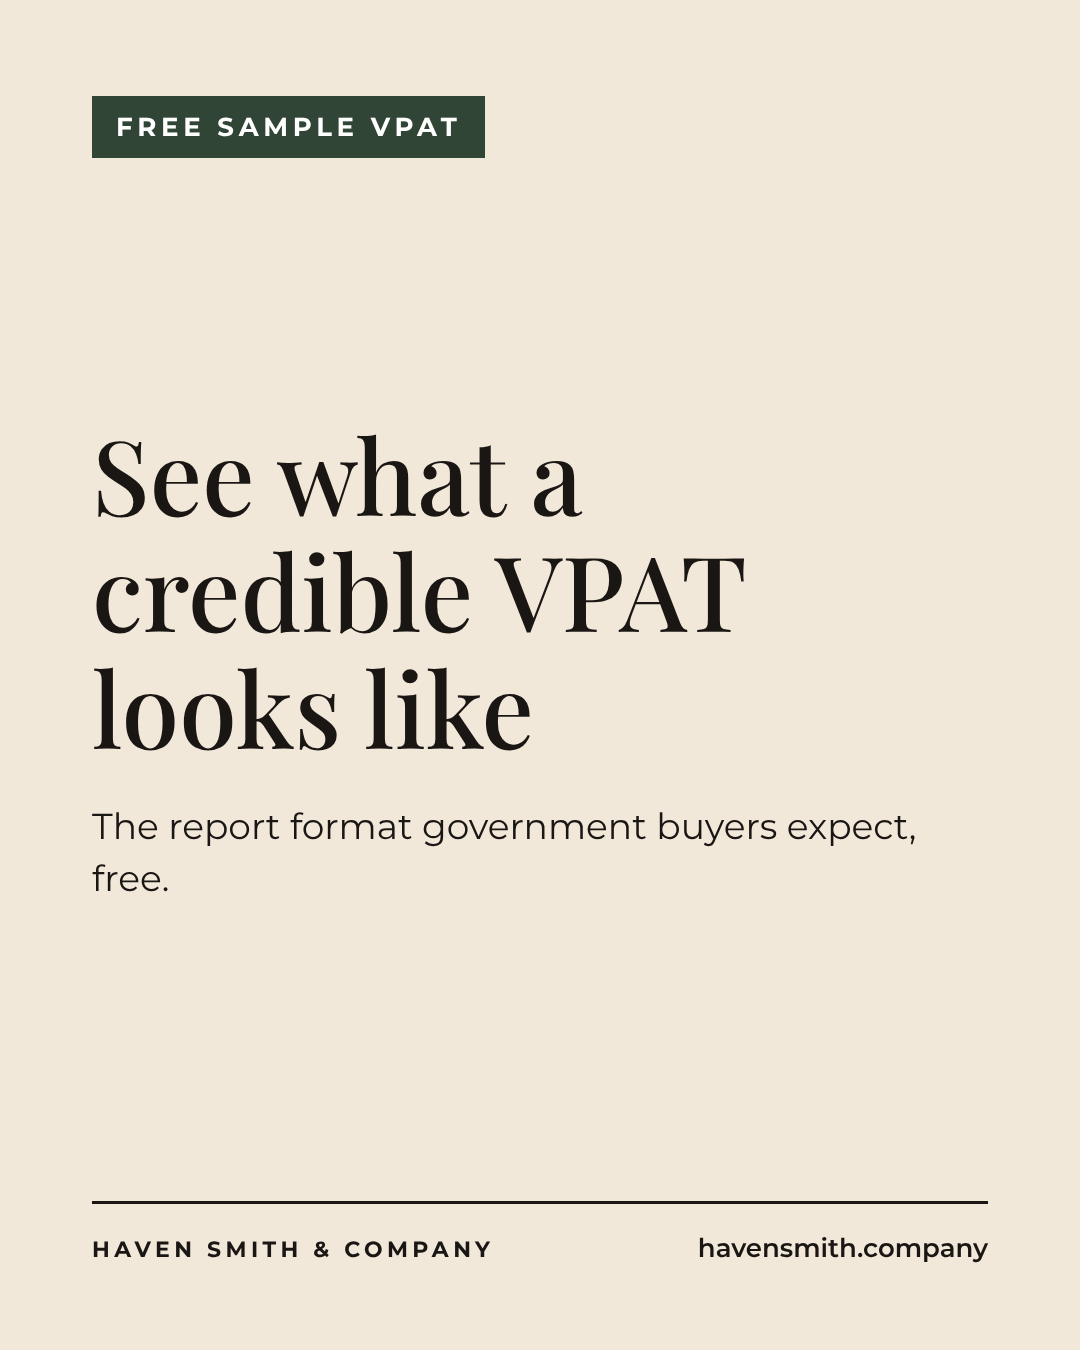 FREE SAMPLE VPAT
See what a
credible VPAT
looks like
The report format government buyers expect,
free.
HAVEN SMITH & COMPANY
havensmith.company